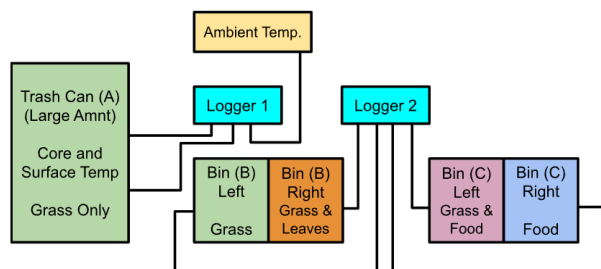 Ambient Temp.
Trash Can (A)
(Large Amnt)
Core and
Surface Temp
Grass Only
Logger 1
Logger 2
Bin (B)
Left
Grass
Bin (B)
Right
Grass &
Leaves
Bin (C)
Left
Grass &
Food
Bin (C)
Right
Food